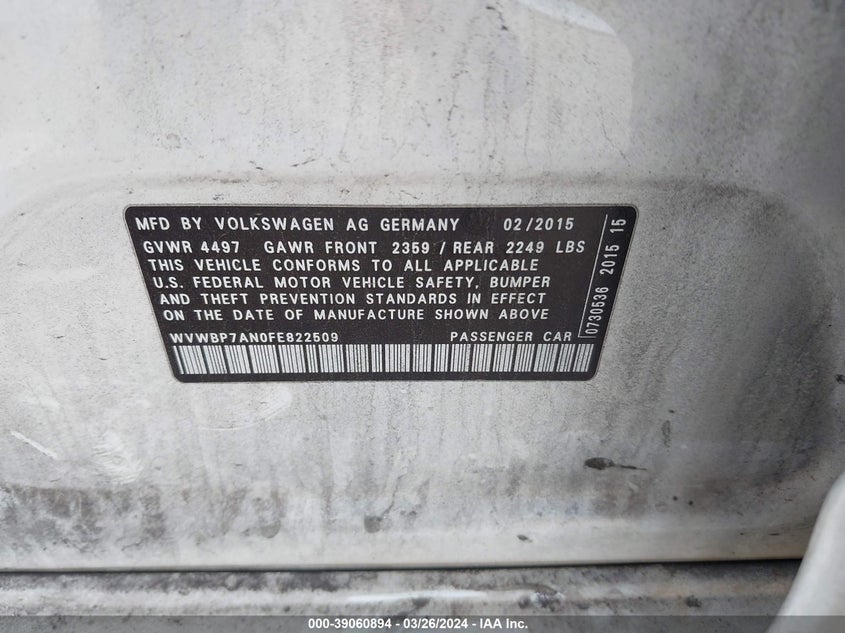 MFD BY VOLKSWAGEN AG GERMANY 02/2015
GVWR 4497 GAWR FRONT 2359 / REAR 2249 LBS
THIS VEHICLE CONFORMS TO ALL APPLICABLE
U.S. FEDERAL MOTOR VEHICLE SAFETY, BUMPER
AND THEFT PREVENTION STANDARDS IN EFFECT
ON THE DATE OF MANUFACTURE SHOWN ABOVE
WVWBP7AN0FE822509 PASSENGER CAR
0730536 2015 15
000-39060894 - 03/26/2024 - IAAI.COM